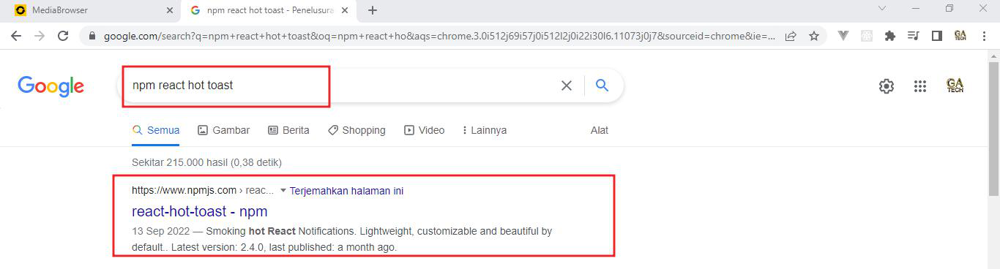 MediaBrowser
npm react hot toast - Penelusura
google.com/search?q=npm+react+hot+toast&oq=npm+react+ho&aqs=chrome.3.0i512j69i57j0i512l2j0i22i30l6.11073j0j7&sourceid=chrome&ie=...
GA TECH
Google
npm react hot toast
GA TECH
Semua Gambar Berita Shopping Video Lainnya Alat
Sekitar 215.000 hasil (0,38 detik)
https://www.npmjs.com › reac... Terjemahkan halaman ini
react-hot-toast - npm
13 Sep 2022 — Smoking hot React Notifications. Lightweight, customizable and beautiful by
default.. Latest version: 2.4.0, last published: a month ago.